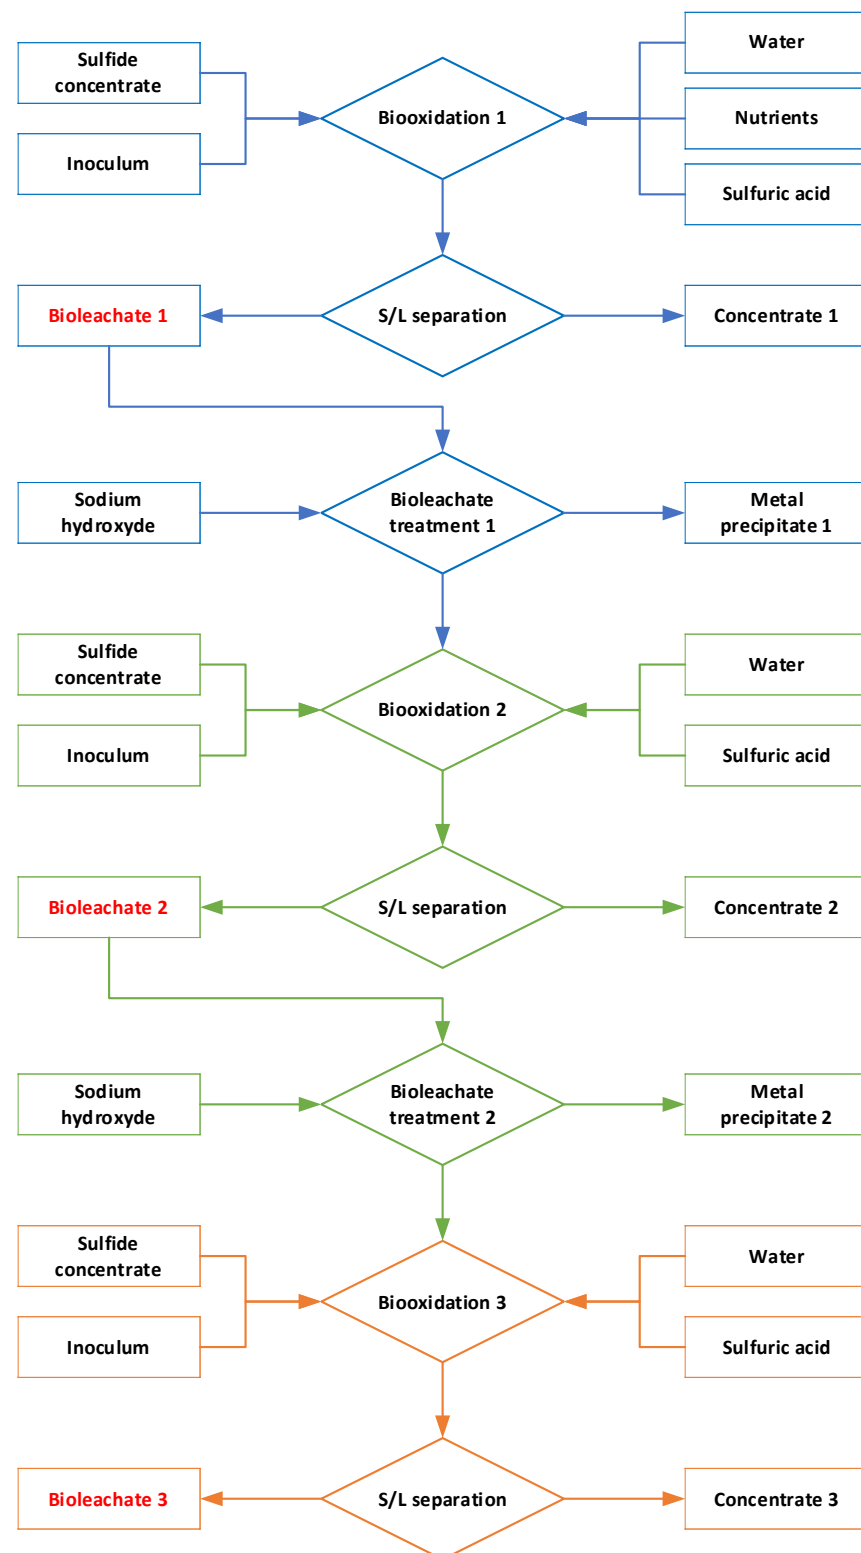 Sulfide
concentrate
Inoculum
Biooxidation 1
Water
Nutrients
Sulfuric acid
Bioleachate 1
S/L separation
Concentrate 1
Sodium
hydroxyde
Bioleachate
treatment 1
Metal
precipitate 1
Sulfide
concentrate
Inoculum
Biooxidation 2
Water
Sulfuric acid
Bioleachate 2
S/L separation
Concentrate 2
Sodium
hydroxyde
Bioleachate
treatment 2
Metal
precipitate 2
Sulfide
concentrate
Inoculum
Biooxidation 3
Water
Sulfuric acid
Bioleachate 3
S/L separation
Concentrate 3